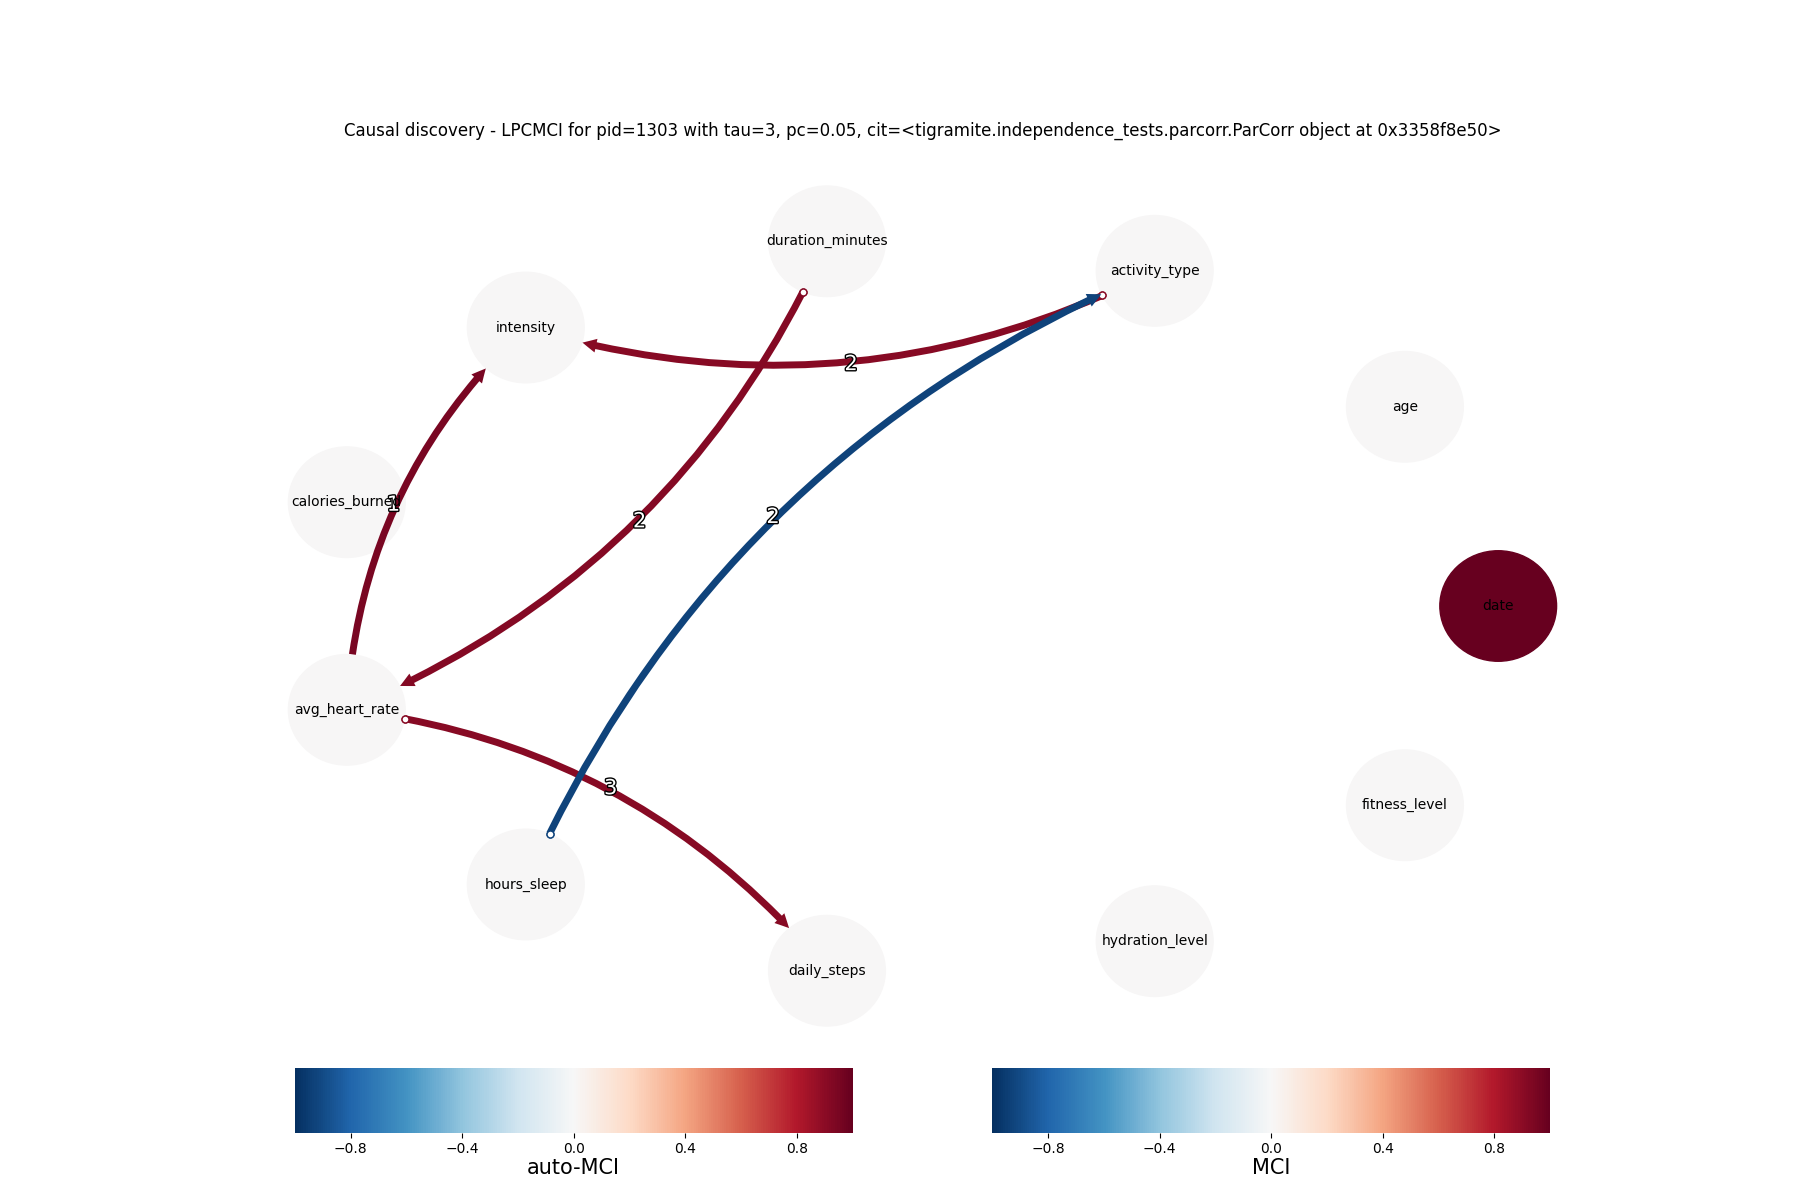 Causal discovery - LPCMCI for pid=1303 with tau=3, pc=0.05, cit=<tigramite.independence_tests.parcorr.ParCorr object at 0x3358f8e50>
duration_minutes
activity_type
intensity
2
age
calories_burned
1
2
2
date
avg_heart_rate
3
fitness_level
hours_sleep
hydration_level
daily_steps
−0.8 −0.4 0.0 0.4 0.8
auto-MCI
−0.8 −0.4 0.0 0.4 0.8
MCI